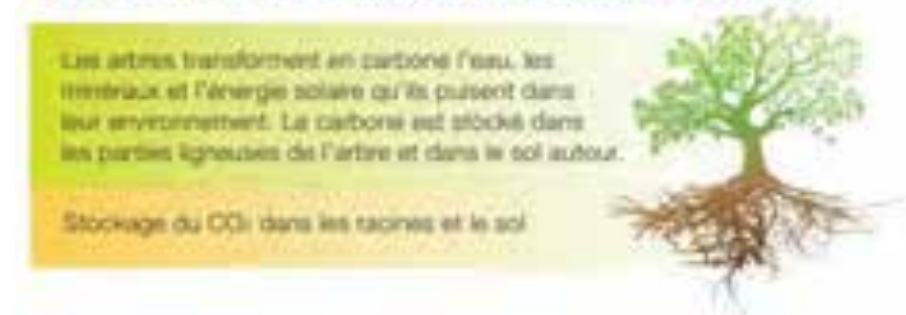 Les arbres transforment en carbone l'eau, les
minéraux et l'énergie solaire qu'ils puisent dans
leur environnement. Le carbone est stocké dans
les parties ligneuses de l'arbre et dans le sol autour.
Stockage du CO₂ dans les racines et le sol